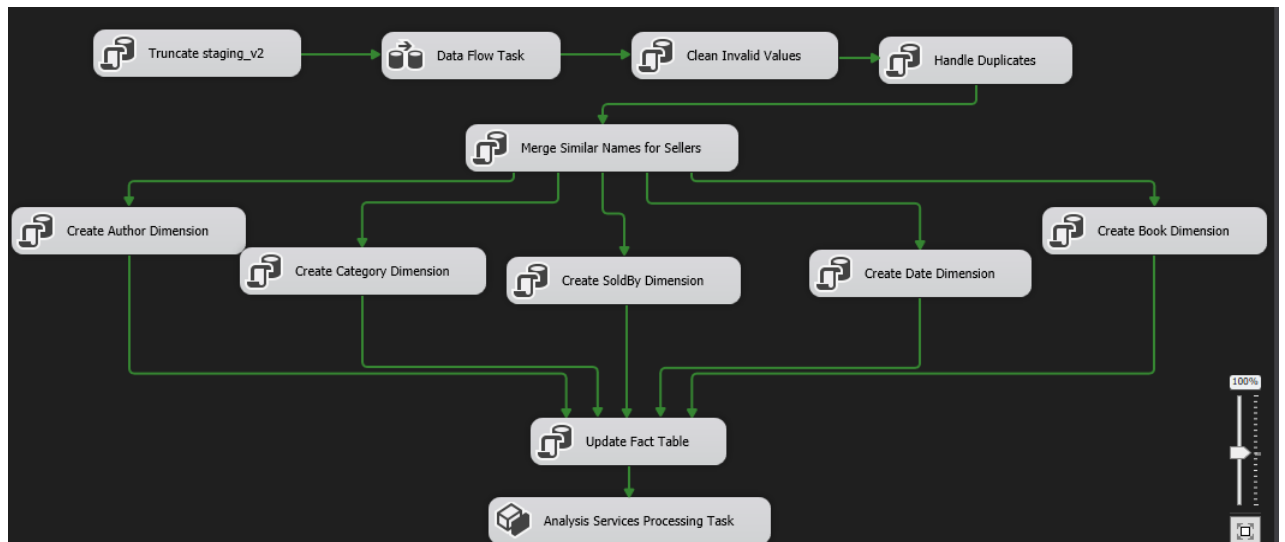 Truncate staging_v2
Data Flow Task
Clean Invalid Values
Handle Duplicates
Merge Similar Names for Sellers
Create Author Dimension
Create Category Dimension
Create SoldBy Dimension
Create Date Dimension
Create Book Dimension
100%
Update Fact Table
Analysis Services Processing Task